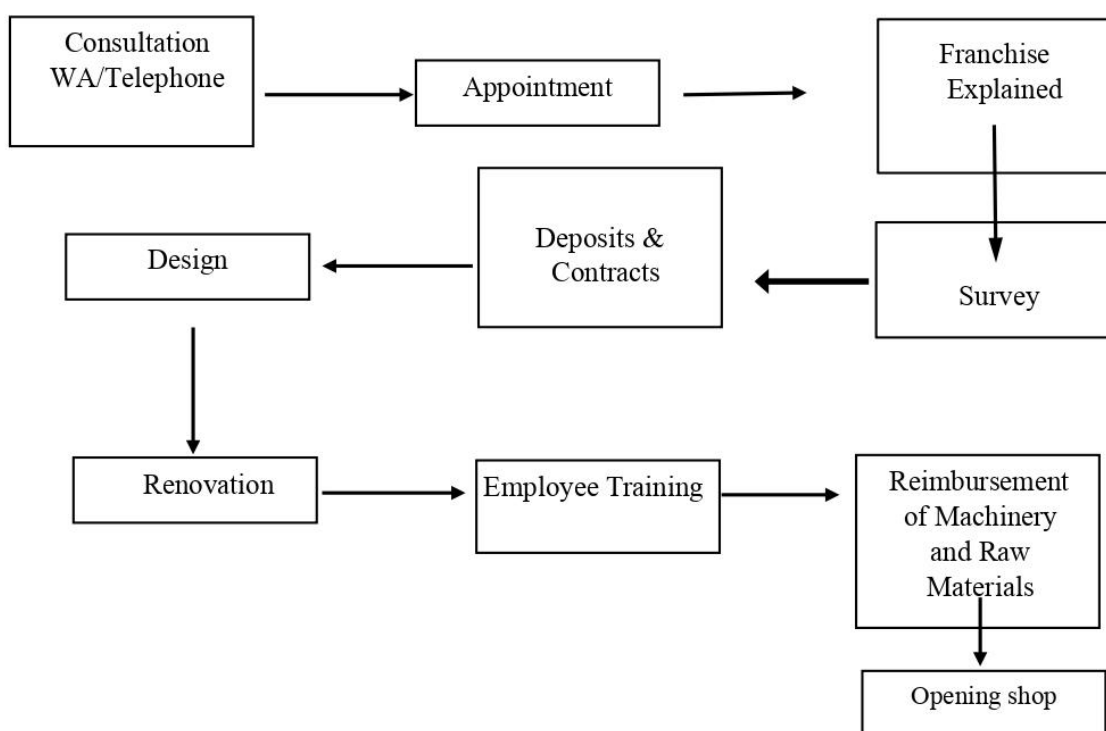 Consultation
WA/Telephone
Appointment
Franchise
Explained
Survey
Deposits &
Contracts
Design
Renovation
Employee Training
Reimbursement
of Machinery
and Raw
Materials
Opening shop